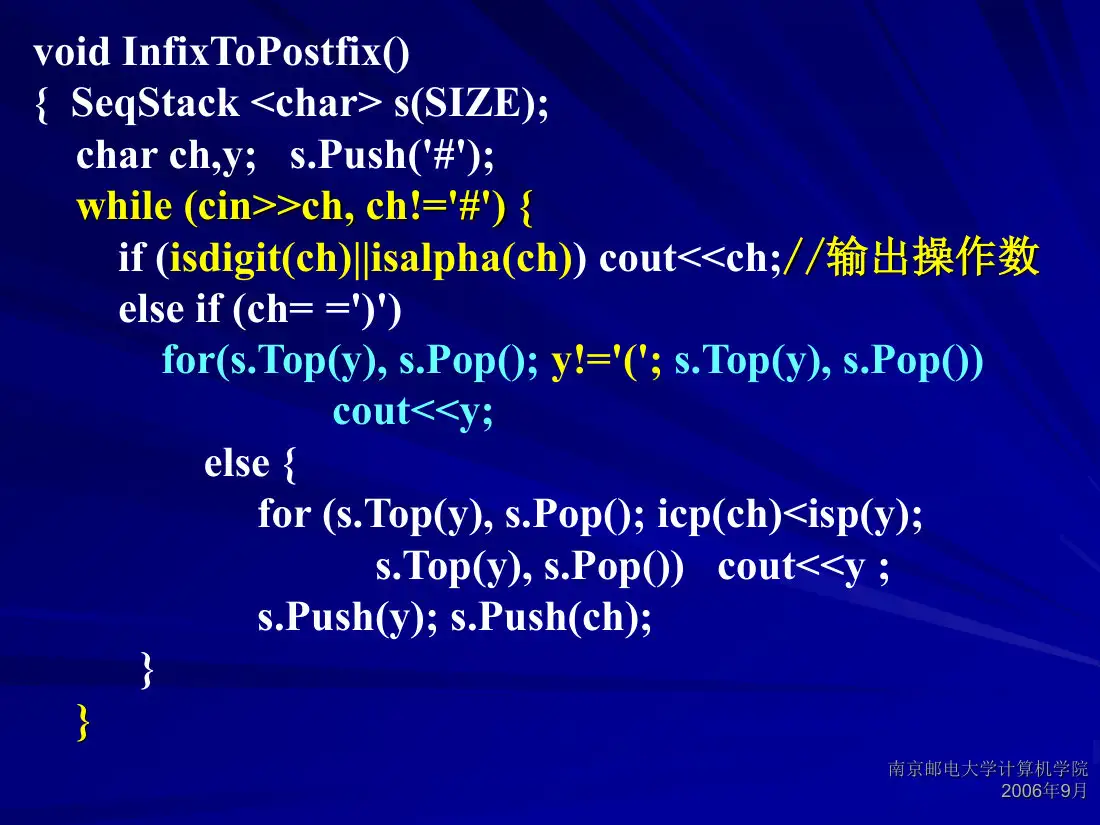 void InfixToPostfix()
{ SeqStack <char> s(SIZE);
char ch,y; s.Push('#');
while (cin>>ch, ch!='#') {
if (isdigit(ch)||isalpha(ch)) cout<<ch;//输出操作数
else if (ch= =')')
for(s.Top(y), s.Pop(); y!='('; s.Top(y), s.Pop())
cout<<y;
else {
for (s.Top(y), s.Pop(); icp(ch)<isp(y);
s.Top(y), s.Pop()) cout<<y ;
s.Push(y); s.Push(ch);
}
}
南京邮电大学计算机学院
2006年9月